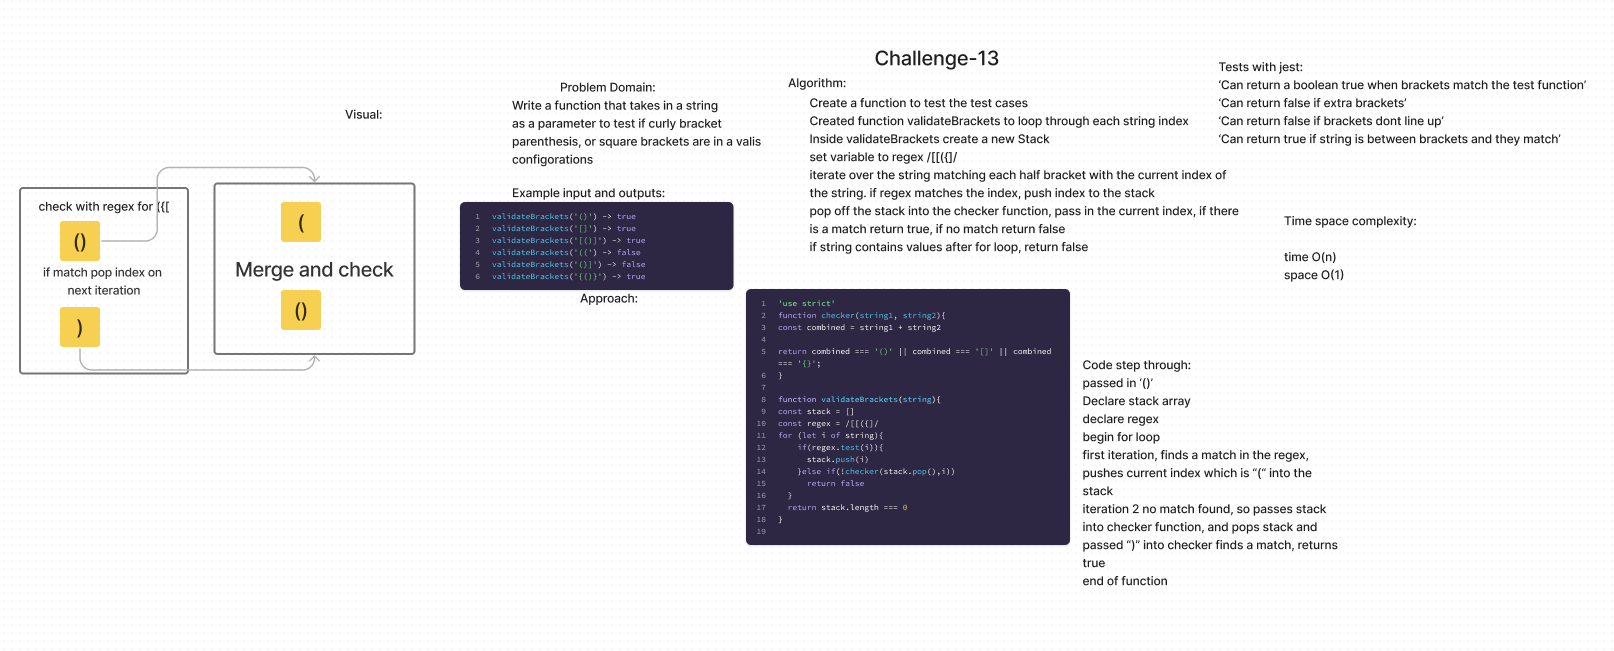 Challenge-13
Visual:
check with regex for ({[
()
if match pop index on
next iteration
)
(
Merge and check
()
Problem Domain:
Write a function that takes in a string
as a parameter to test if curly bracket
parenthesis, or square brackets are in a valis
configorations
Example input and outputs:
1 validateBrackets('()') -> true
2 validateBrackets('[]') -> true
3 validateBrackets('[()]') -> true
4 validateBrackets('((') -> false
5 validateBrackets('()]') -> false
6 validateBrackets('{()}') -> true
Approach:
Algorithm:
Create a function to test the test cases
Created function validateBrackets to loop through each string index
Inside validateBrackets create a new Stack
set variable to regex /[[({]/
iterate over the string matching each half bracket with the current index of
the string. if regex matches the index, push index to the stack
pop off the stack into the checker function, pass in the current index, if there
is a match return true, if no match return false
if string contains values after for loop, return false
1 'use strict'
2 function checker(string1, string2){
3 const combined = string1 + string2
4
5 return combined === '()' || combined === '[]' || combined
=== '{}';
6 }
7
8 function validateBrackets(string){
9 const stack = []
10 const regex = /[[({]/
11 for (let i of string){
12 if(regex.test(i)){
13 stack.push(i)
14 }else if(!checker(stack.pop(),i))
15 return false
16 }
17 return stack.length === 0
18 }
19
Tests with jest:
‘Can return a boolean true when brackets match the test function’
‘Can return false if extra brackets’
‘Can return false if brackets dont line up’
‘Can return true if string is between brackets and they match’
Time space complexity:
time O(n)
space O(1)
Code step through:
passed in ‘()’
Declare stack array
declare regex
begin for loop
first iteration, finds a match in the regex,
pushes current index which is “(“ into the
stack
iteration 2 no match found, so passes stack
into checker function, and pops stack and
passed “)” into checker finds a match, returns
true
end of function